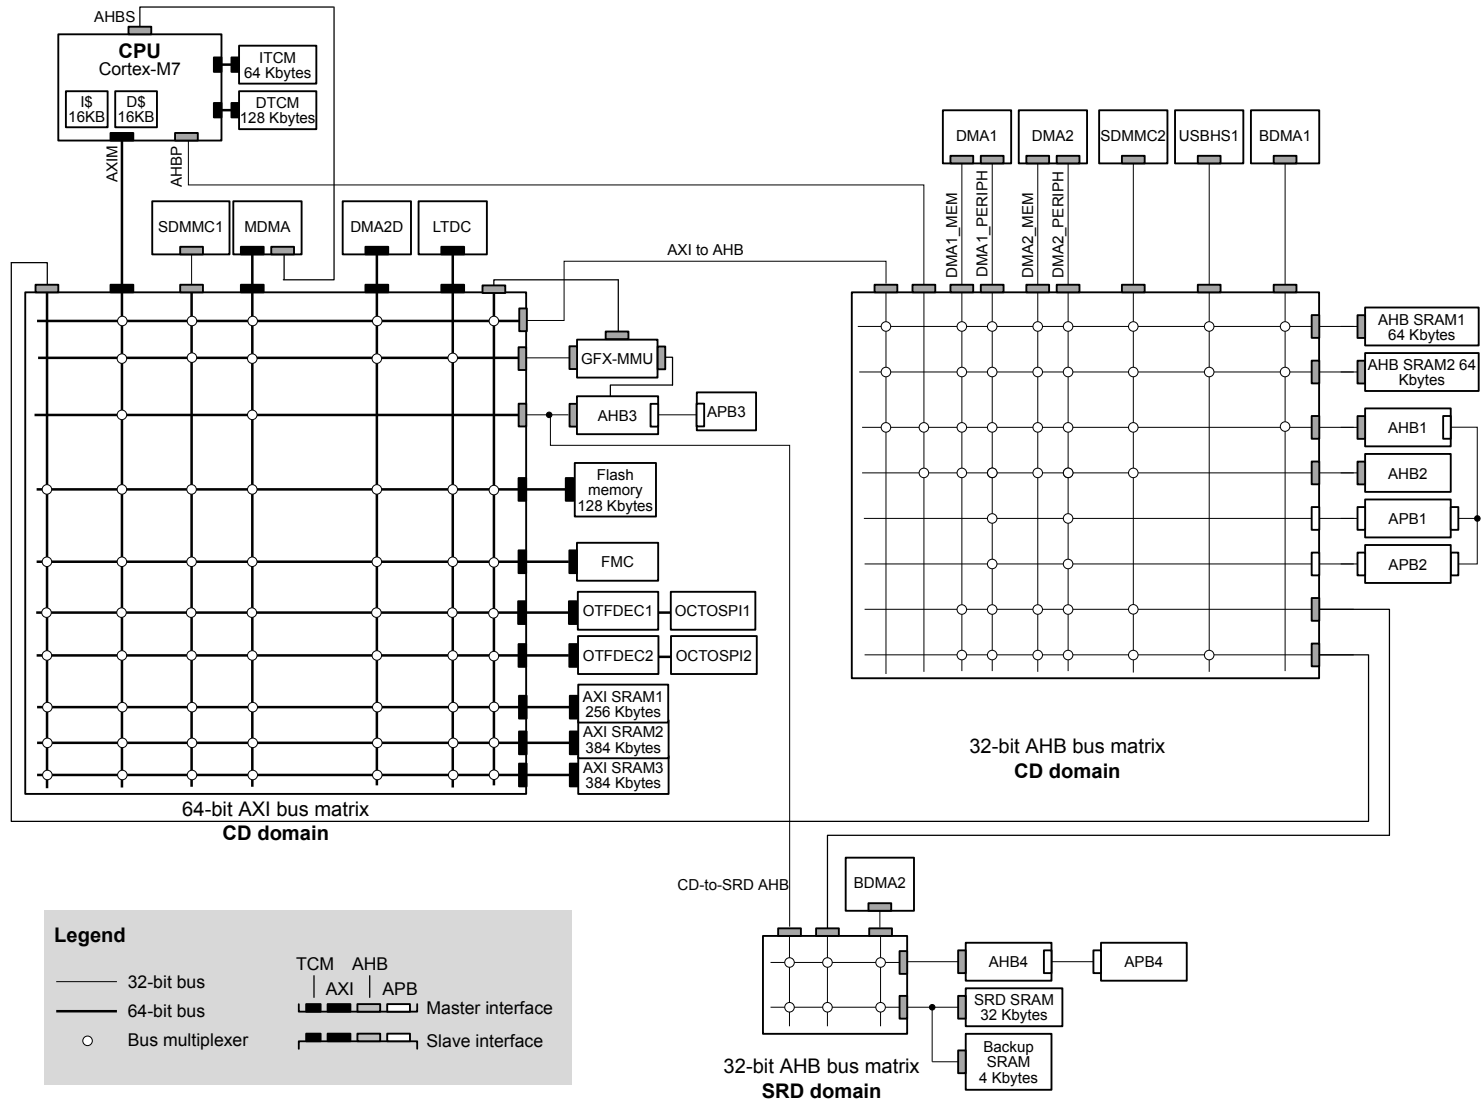 AHBS
CPU
Cortex-M7
I$
16KB
D$
16KB
ITCM
64 Kbytes
DTCM
128 Kbytes
AXIM
AHBP
SDMMC1
MDMA
DMA2D
LTDC
AXI to AHB
GFX-MMU
AHB3
APB3
Flash
memory
128 Kbytes
FMC
OTFDEC1
OCTOSPI1
OTFDEC2
OCTOSPI2
AXI SRAM1
256 Kbytes
AXI SRAM2
384 Kbytes
AXI SRAM3
384 Kbytes
64-bit AXI bus matrix
CD domain
DMA1
DMA2
SDMMC2
USBHS1
BDMA1
DMA1_MEM
DMA1_PERIPH
DMA2_MEM
DMA2_PERIPH
AHB SRAM1
64 Kbytes
AHB SRAM2 64
Kbytes
AHB1
AHB2
APB1
APB2
32-bit AHB bus matrix
CD domain
CD-to-SRD AHB
BDMA2
AHB4
APB4
SRD SRAM
32 Kbytes
Backup
SRAM
4 Kbytes
32-bit AHB bus matrix
SRD domain
Legend
32-bit bus
64-bit bus
Bus multiplexer
TCM
AHB
AXI
APB
Master interface
Slave interface